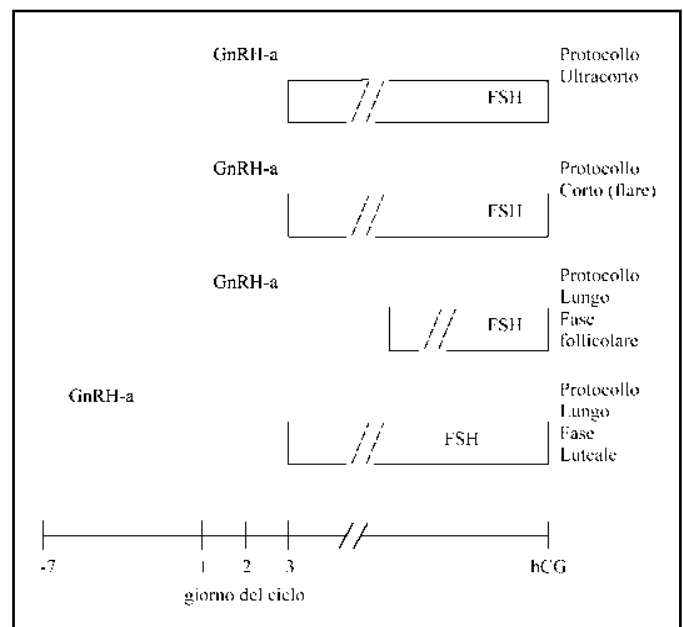 GnRH-a
Protocollo
Ultracorto
FSH
GnRH-a
Protocollo
Corto (flare)
FSH
GnRH-a
Protocollo
Lungo
Fase
follicolare
FSH
GnRH-a
Protocollo
Lungo
Fase
Luteale
FSH
-7 1 2 3 hCG
giorno del ciclo